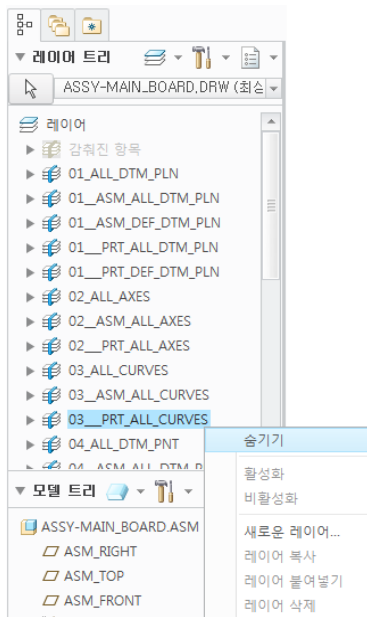 레이어 트리
ASSY-MAIN_BOARD,DRW (최상
레이어
감춰진 항목
01_ALL_DTM_PLN
01__ASM_ALL_DTM_PLN
01__ASM_DEF_DTM_PLN
01___PRT_ALL_DTM_PLN
01___PRT_DEF_DTM_PLN
02_ALL_AXES
02__ASM_ALL_AXES
02___PRT_ALL_AXES
03_ALL_CURVES
03__ASM_ALL_CURVES
03___PRT_ALL_CURVES
04_ALL_DTM_PNT
숨기기
활성화
비활성화
새로운 레이어...
레이어 복사
레이어 붙여넣기
레이어 삭제
모델 트리
ASSY-MAIN_BOARD.ASM
ASM_RIGHT
ASM_TOP
ASM_FRONT